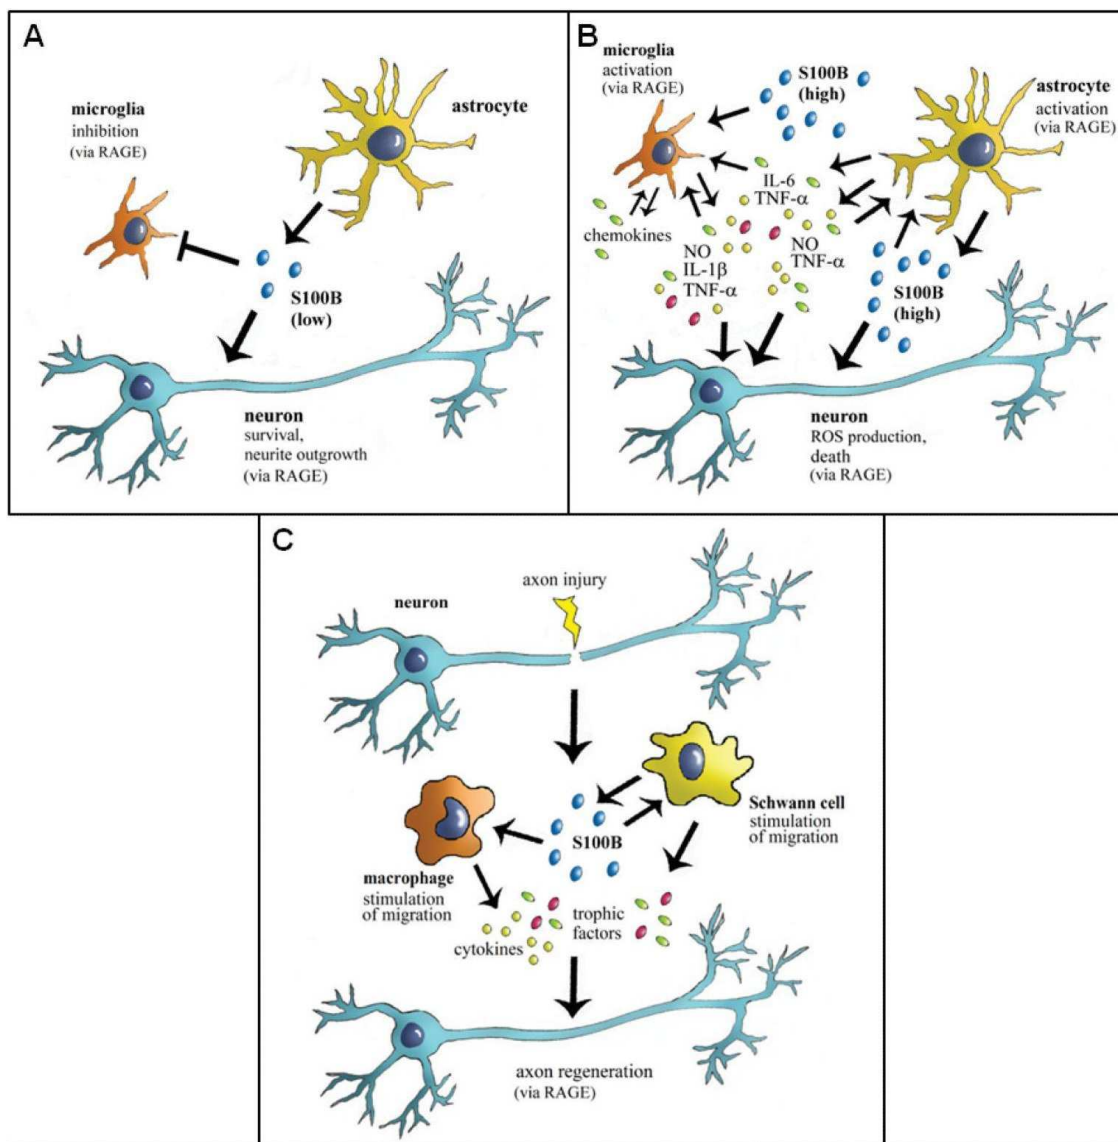 A
microglia
inhibition
(via RAGE)
astrocyte
S100B
(low)
neuron
survival,
neurite outgrowth
(via RAGE)
B
microglia
activation
(via RAGE)
S100B
(high)
astrocyte
activation
(via RAGE)
IL-6
TNF-α
chemokines
NO
IL-1β
TNF-α
NO
TNF-α
S100B
(high)
neuron
ROS production,
death
(via RAGE)
C
axon injury
neuron
Schwann cell
stimulation
of migration
S100B
macrophage
stimulation
of migration
trophic
factors
cytokines
axon regeneration
(via RAGE)